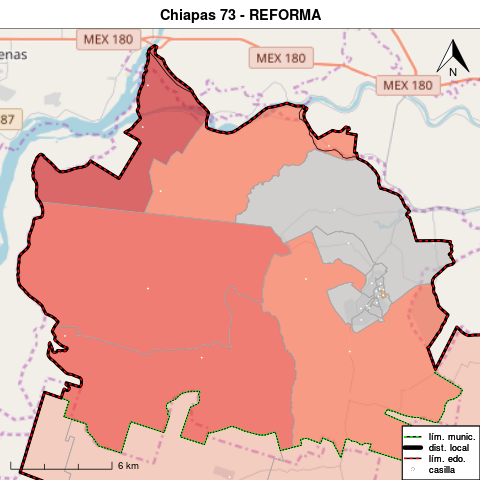 Chiapas 73 - REFORMA
MEX 180
MEX 180
MEX 180
enas
87
N
lím. munic.
dist. local
lím. edo.
casilla
6 km